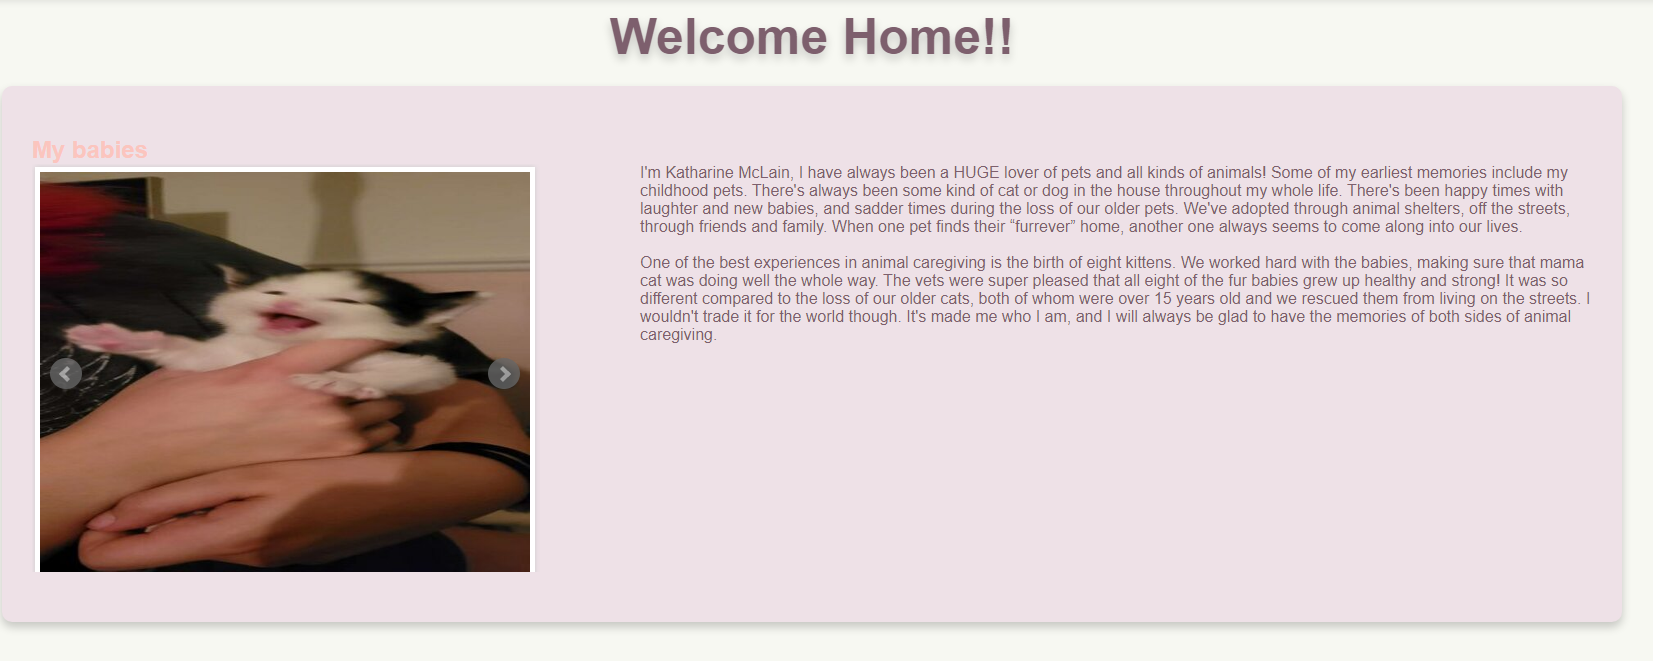 Welcome Home!!
My babies
I'm Katharine McLain, I have always been a HUGE lover of pets and all kinds of animals! Some of my earliest memories include my
childhood pets. There's always been some kind of cat or dog in the house throughout my whole life. There's been happy times with
laughter and new babies, and sadder times during the loss of our older pets. We've adopted through animal shelters, off the streets,
through friends and family. When one pet finds their “furrever” home, another one always seems to come along into our lives.
One of the best experiences in animal caregiving is the birth of eight kittens. We worked hard with the babies, making sure that mama
cat was doing well the whole way. The vets were super pleased that all eight of the fur babies grew up healthy and strong! It was so
different compared to the loss of our older cats, both of whom were over 15 years old and we rescued them from living on the streets. I
wouldn't trade it for the world though. It's made me who I am, and I will always be glad to have the memories of both sides of animal
caregiving.